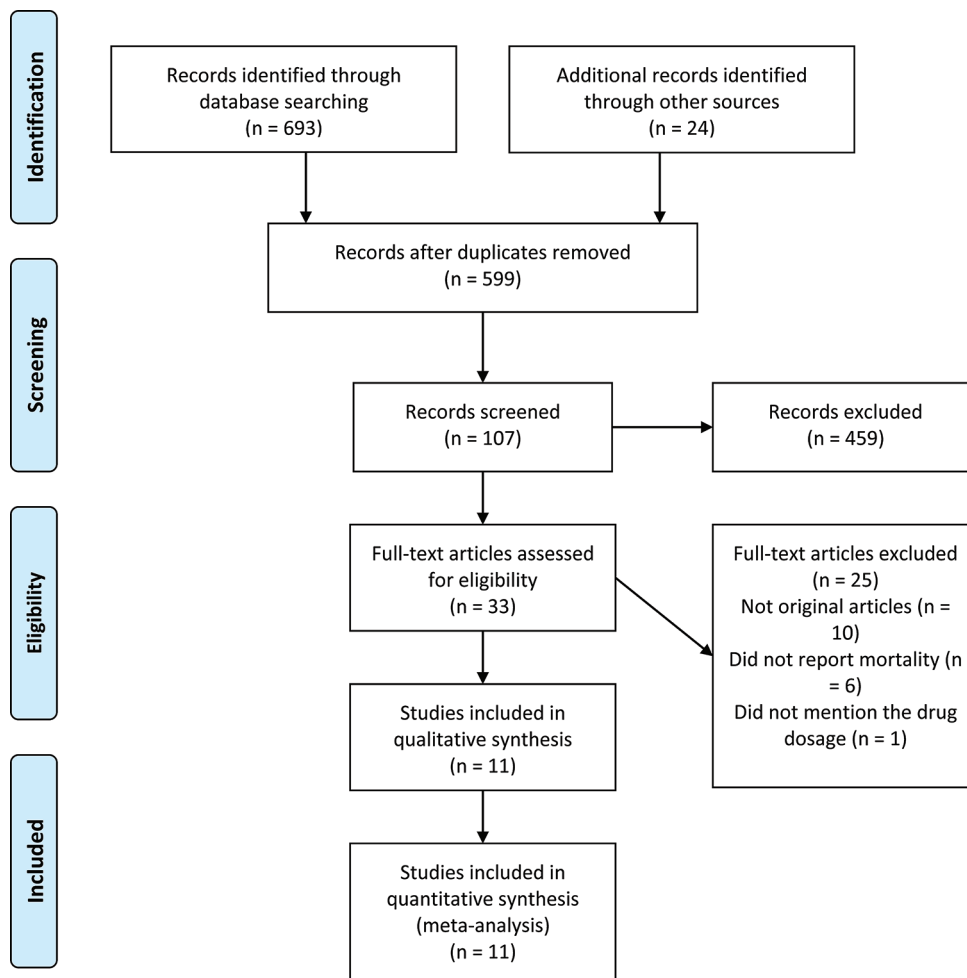 Identification
Records identified through
database searching
(n = 693)
Additional records identified
through other sources
(n = 24)
Records after duplicates removed
(n = 599)
Screening
Records screened
(n = 107)
Records excluded
(n = 459)
Eligibility
Full-text articles assessed
for eligibility
(n = 33)
Full-text articles excluded
(n = 25)
Not original articles (n =
10)
Did not report mortality (n
= 6)
Did not mention the drug
dosage (n = 1)
Studies included in
qualitative synthesis
(n = 11)
Included
Studies included in
quantitative synthesis
(meta-analysis)
(n = 11)